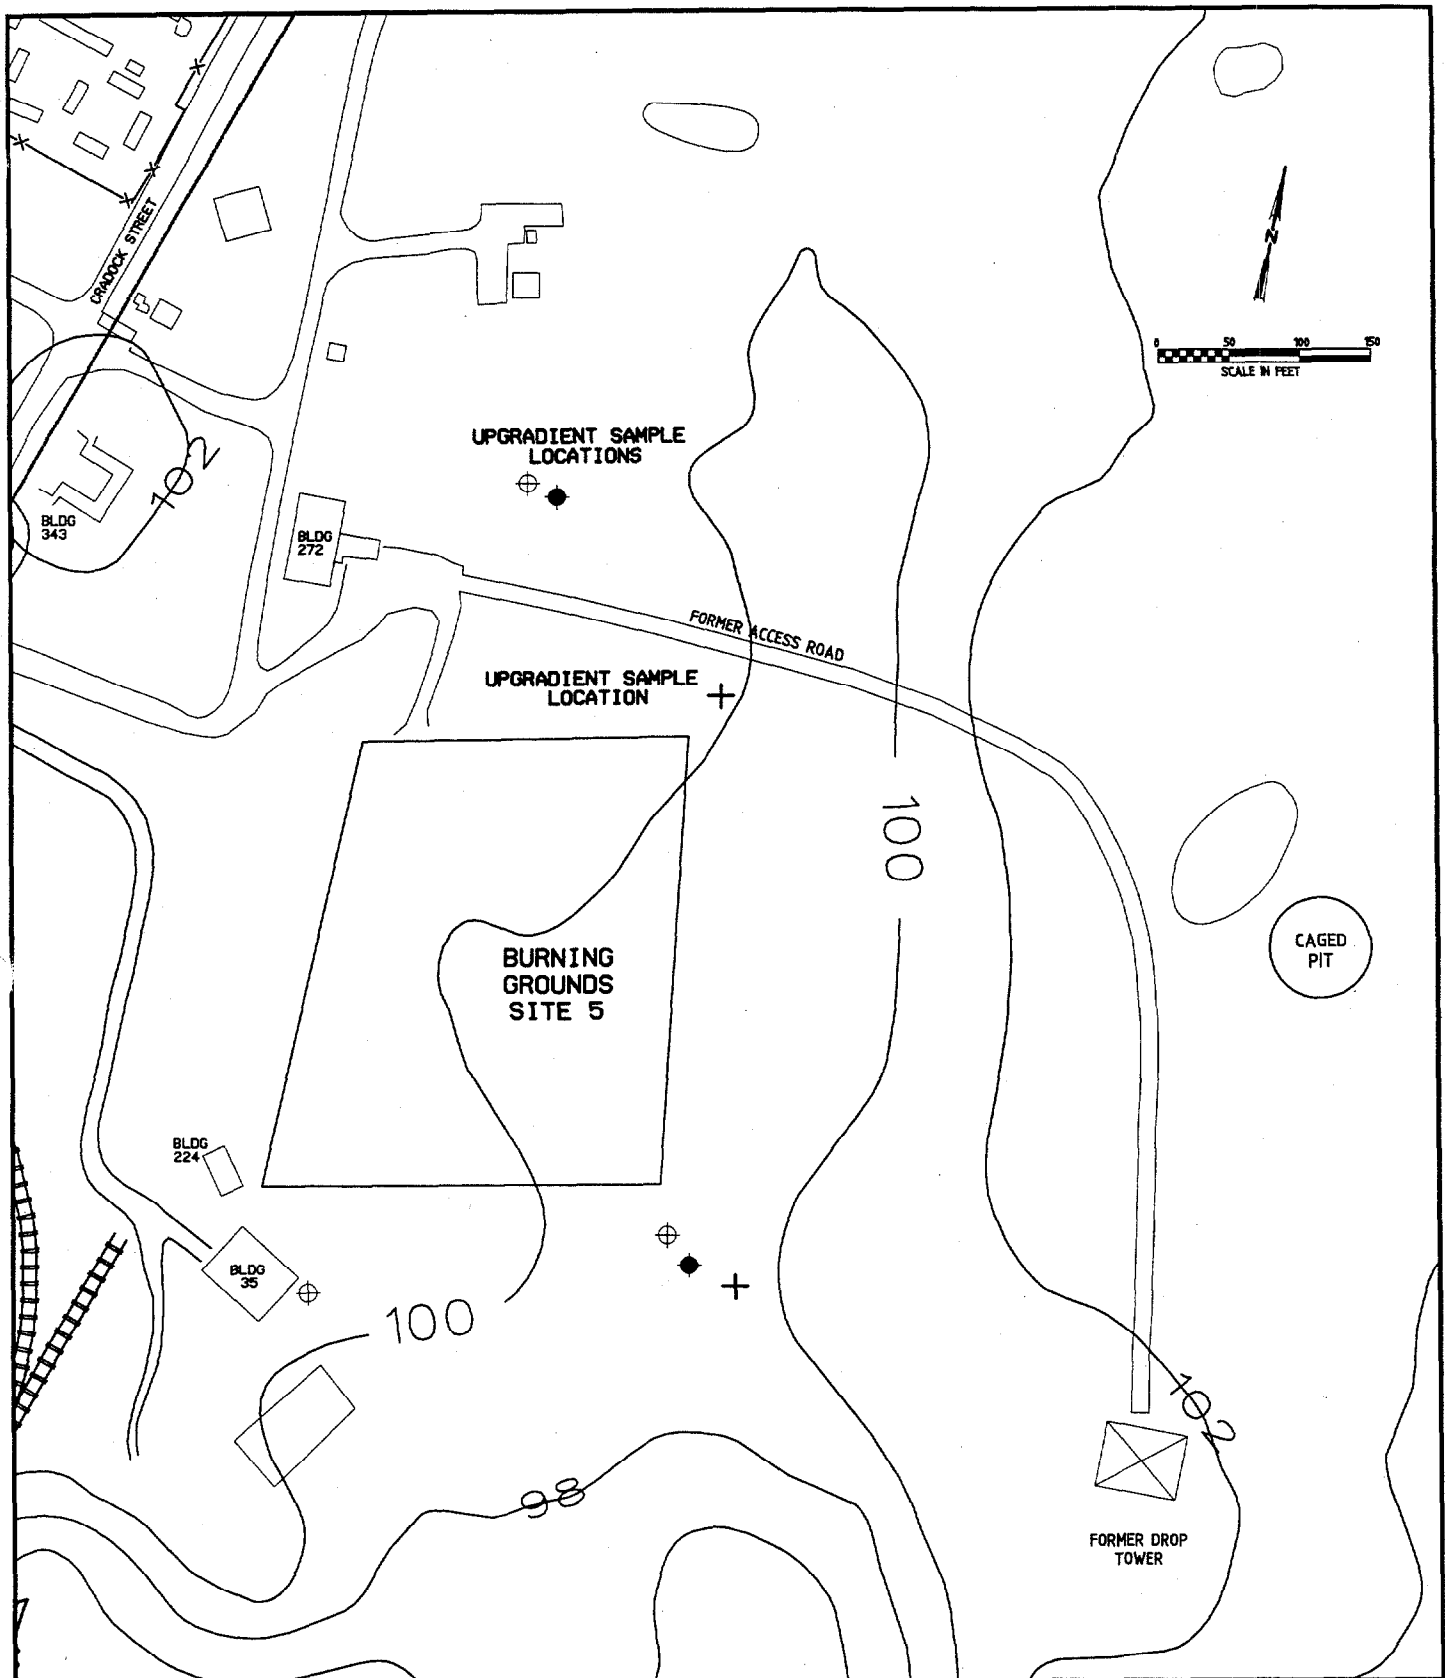 CRADOCK STREET
N
0 50 100 150
SCALE IN FEET
UPGRADIENT SAMPLE
LOCATIONS
102
BLDG
343
BLDG
272
FORMER ACCESS ROAD
UPGRADIENT SAMPLE
LOCATION
100
CAGED
PIT
BURNING
GROUNDS
SITE 5
BLDG
224
BLDG
35
100
102
98
FORMER DROP
TOWER